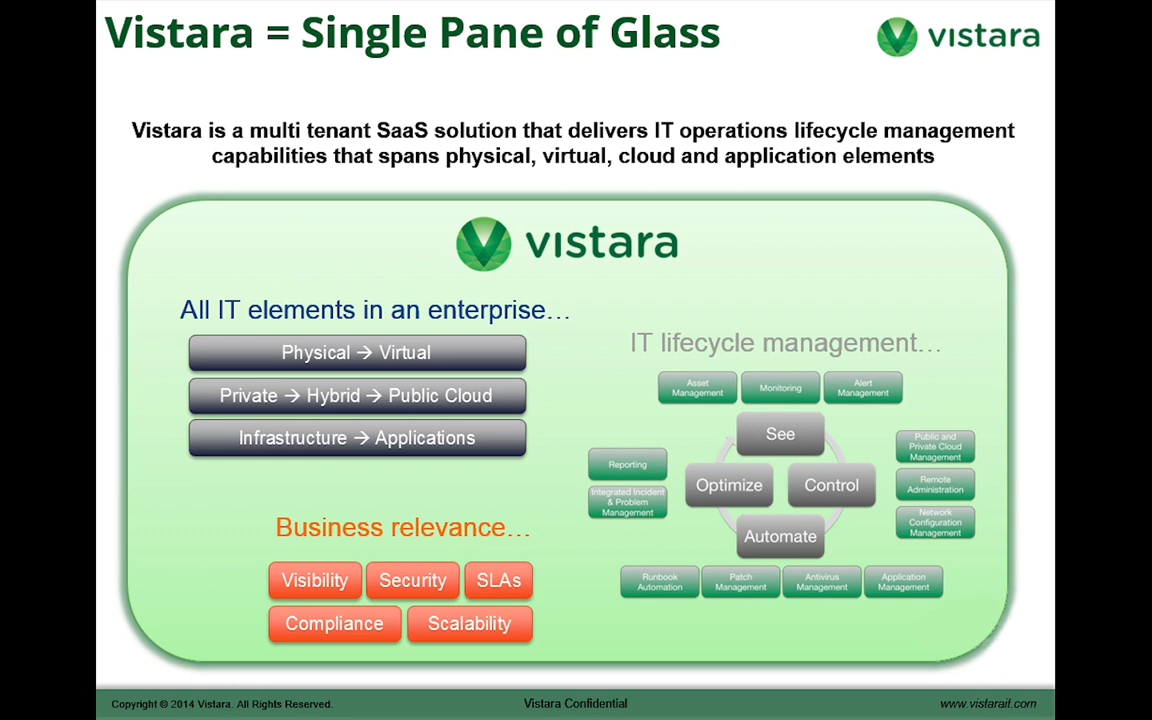 Vistara = Single Pane of Glass
vıstara
Vistara is a multi tenant SaaS solution that delivers IT operations lifecycle management
capabilities that spans physical, virtual, cloud and application elements
vıstara
All IT elements in an enterprise…
Physical → Virtual
Private → Hybrid → Public Cloud
Infrastructure → Applications
Business relevance…
Visibility
Security
SLAs
Compliance
Scalability
IT lifecycle management…
Asset
Management
Monitoring
Alert
Management
See
Optimize
Control
Automate
Reporting
Integrated Incident
& Problem
Management
Public and
Private Cloud
Management
Remote
Administration
Network
Configuration
Management
Runbook
Automation
Patch
Management
Antivirus
Management
Application
Management
Copyright © 2014 Vistara. All Rights Reserved.
Vistara Confidential
www.vistarait.com